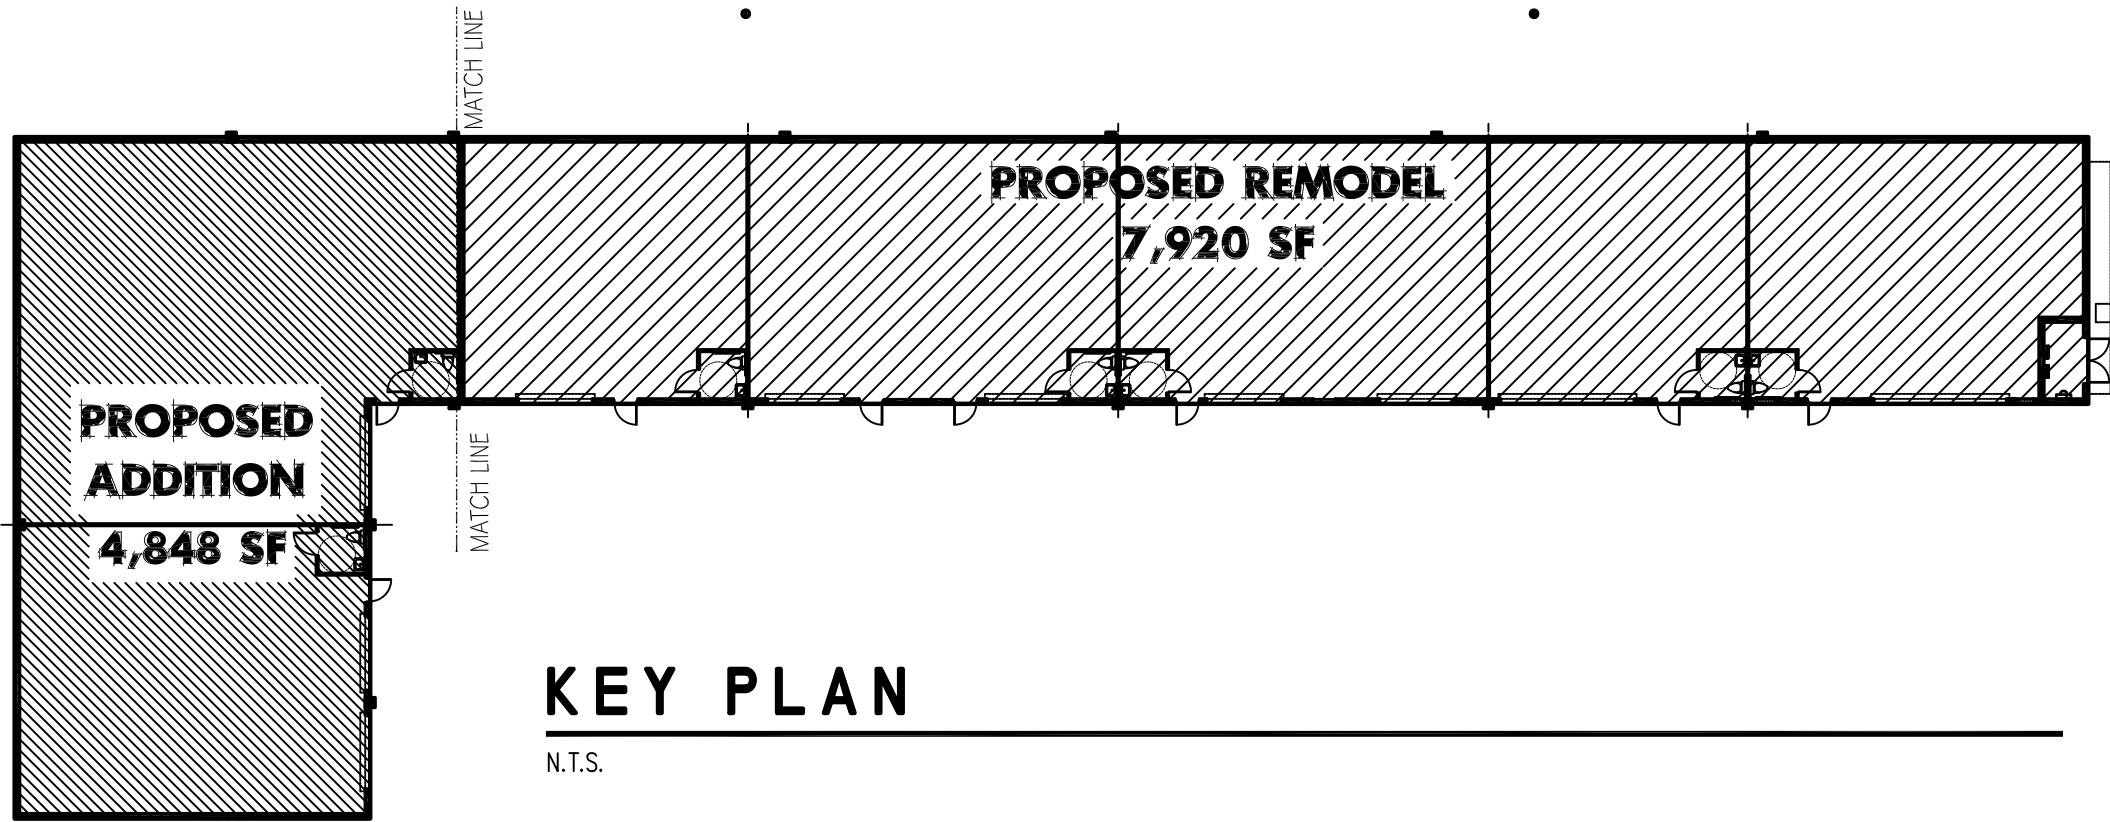 MATCH LINE
PROPOSED REMODEL
7,920 SF
PROPOSED
ADDITION
4,848 SF
MATCH LINE
KEY PLAN
N.T.S.